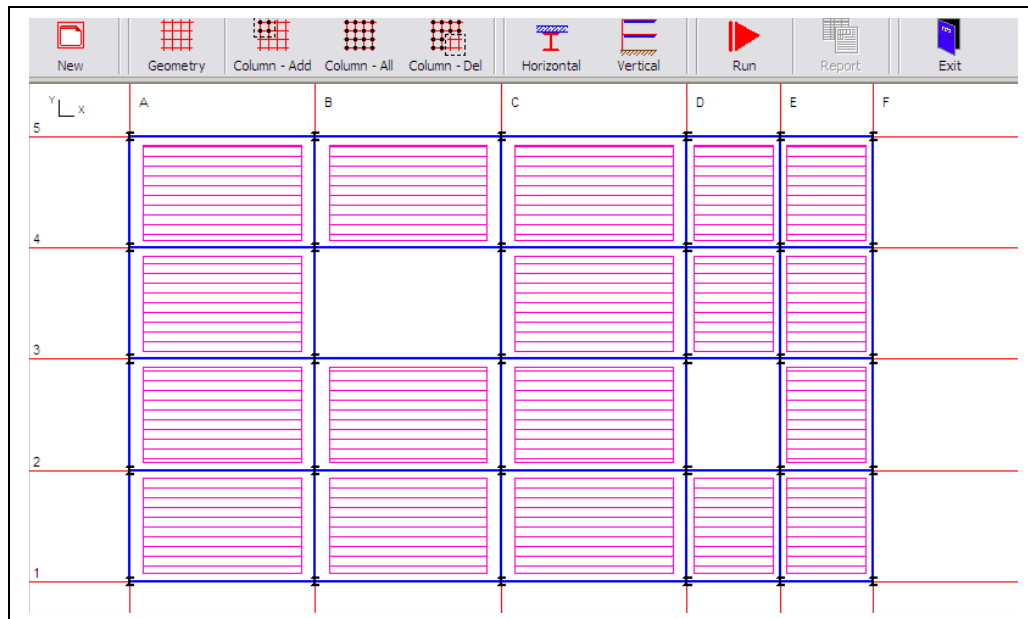 New Geometry Column - Add Column - All Column - Del Horizontal Vertical Run Report Exit
Y X A B C D E F
5
4
3
2
1